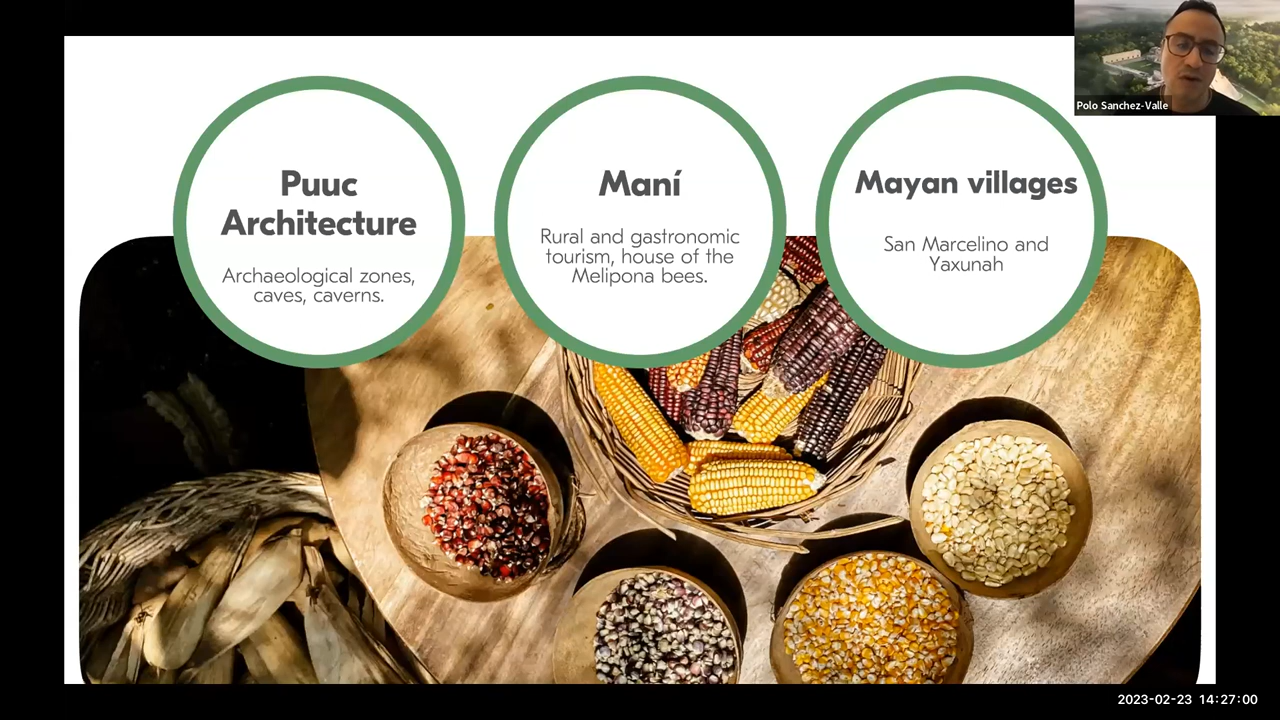 Puuc
Architecture
Archaeological zones,
caves, caverns.
Maní
Rural and gastronomic
tourism, house of the
Melipona bees.
Mayan villages
San Marcelino and
Yaxunah
Polo Sanchez-Valle
2023-02-23 14:27:00